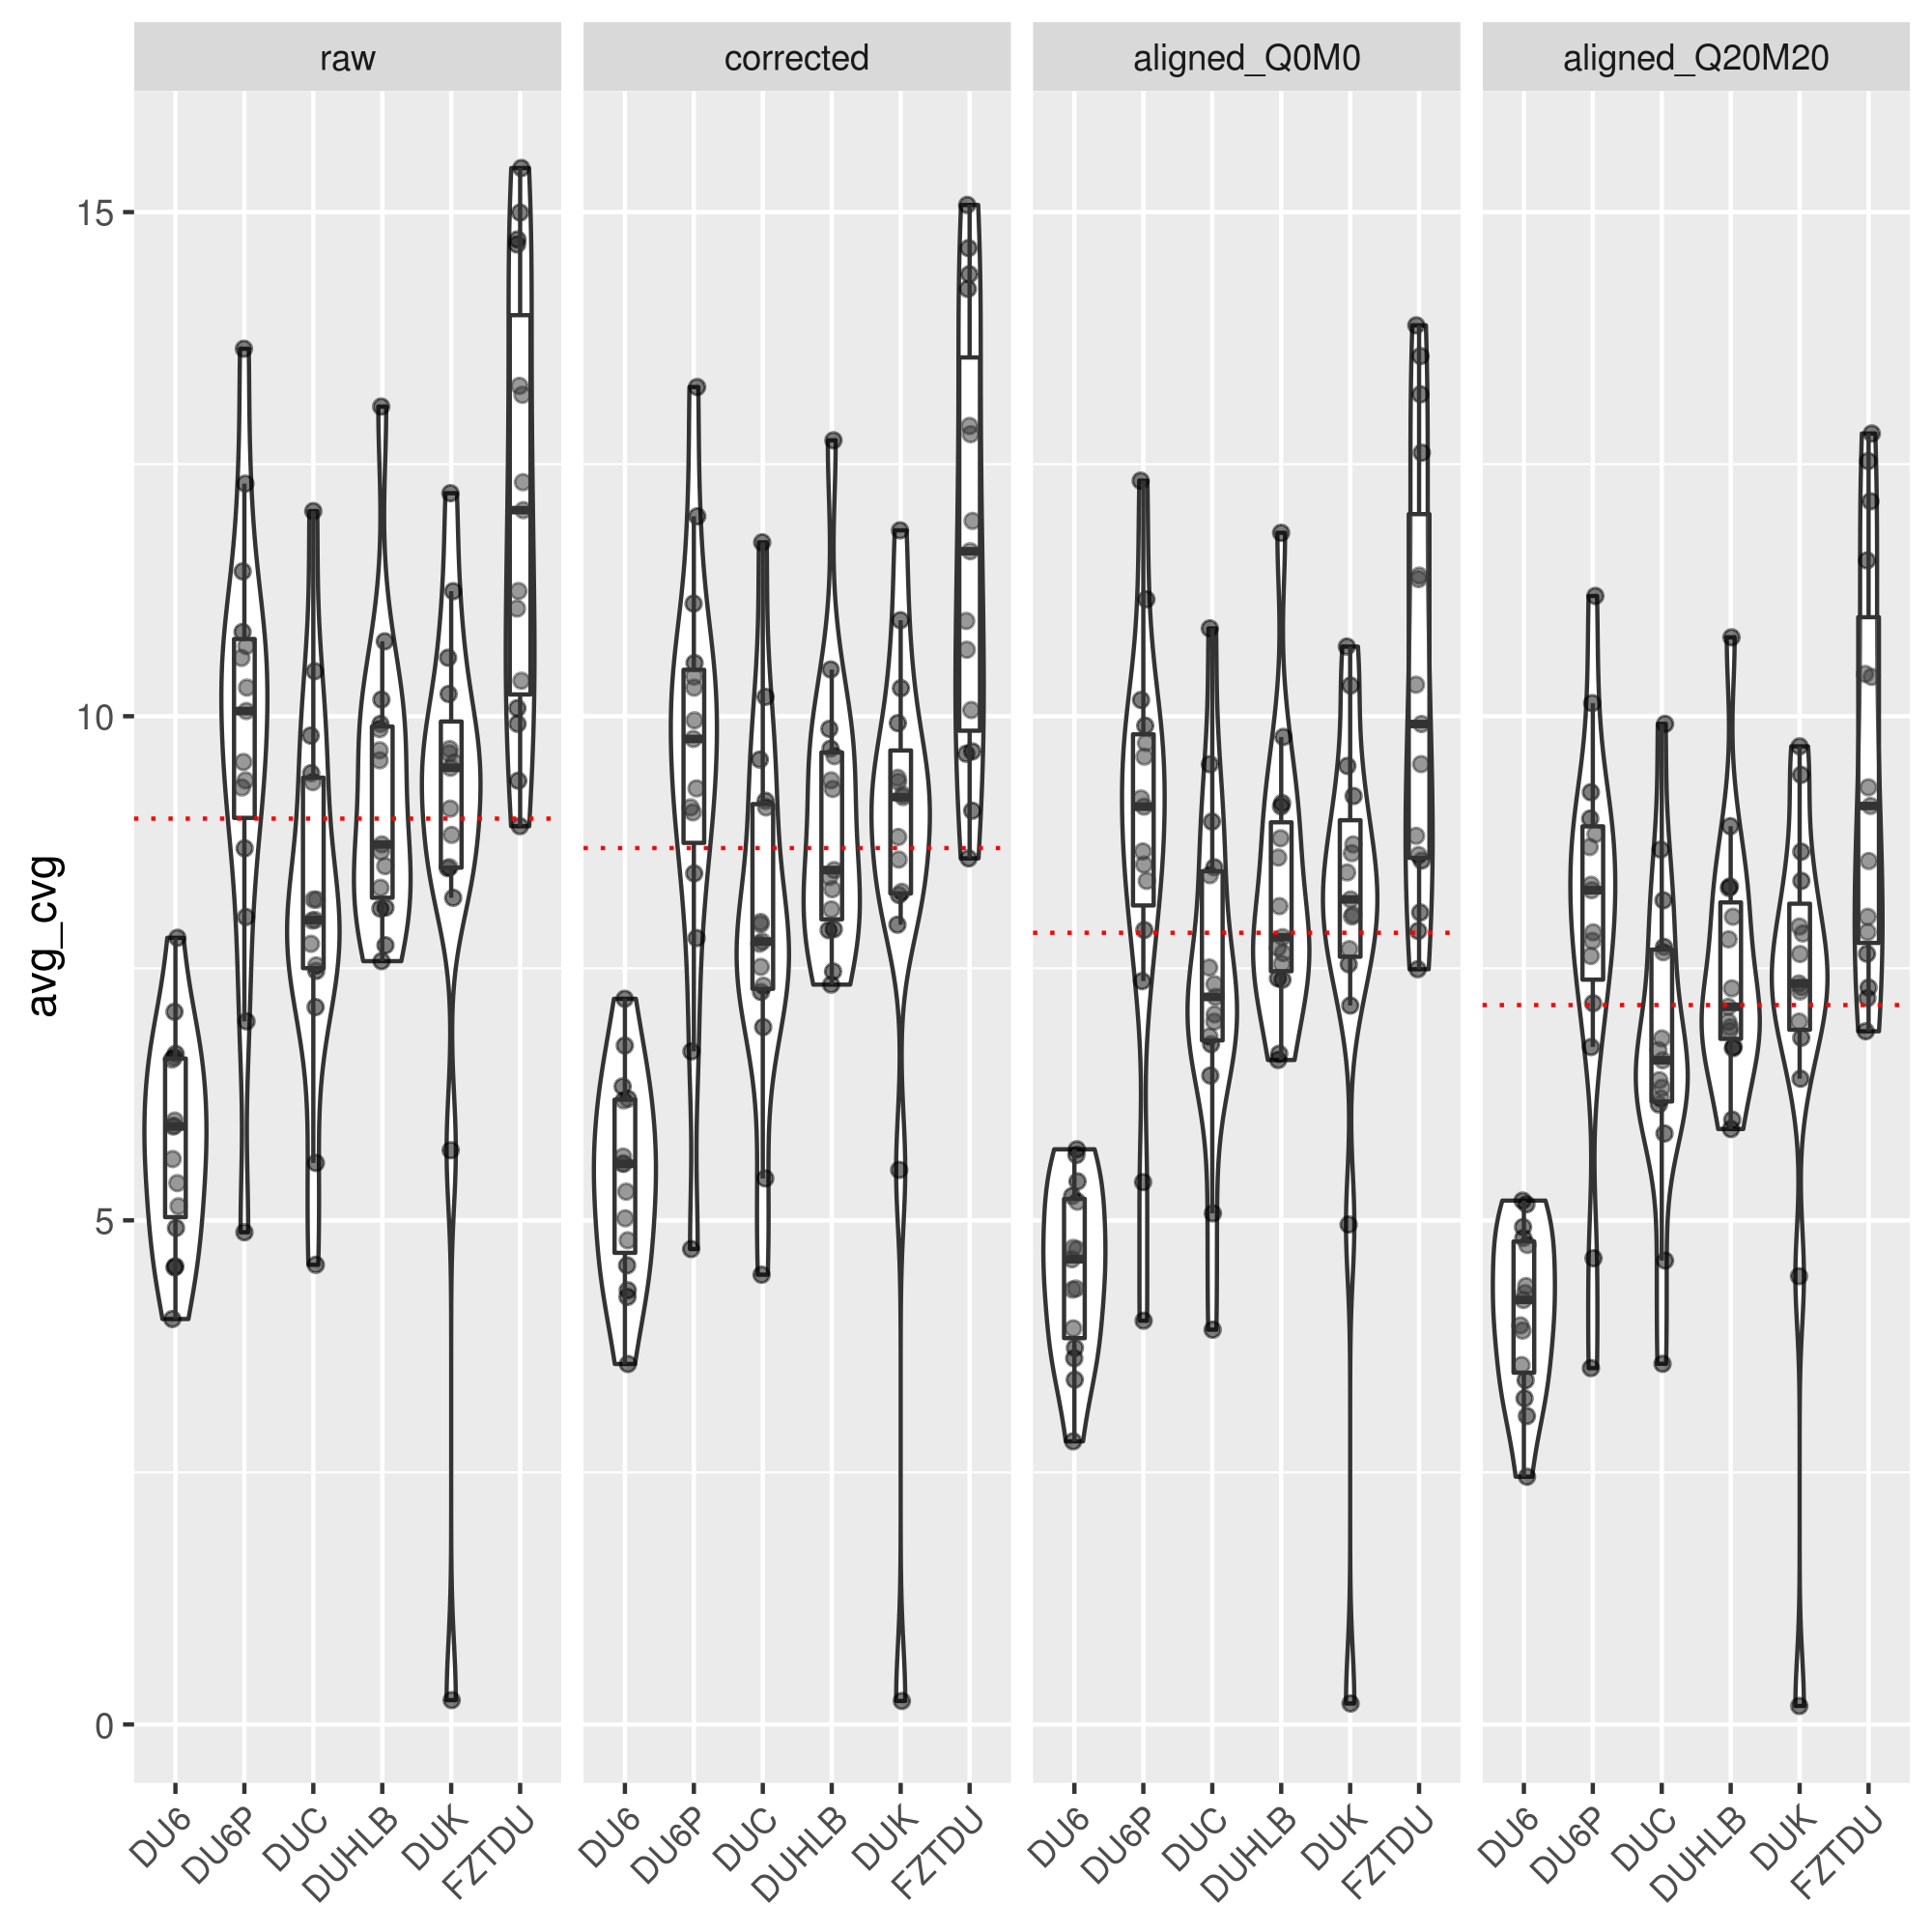 raw corrected aligned_Q0M0 aligned_Q20M20
avg_cvg
15
10
5
0
DU6 DU6P DUC DUHLB DUK FZTDU DU6 DU6P DUC DUHLB DUK FZTDU DU6 DU6P DUC DUHLB DUK FZTDU DU6 DU6P DUC DUHLB DUK FZTDU